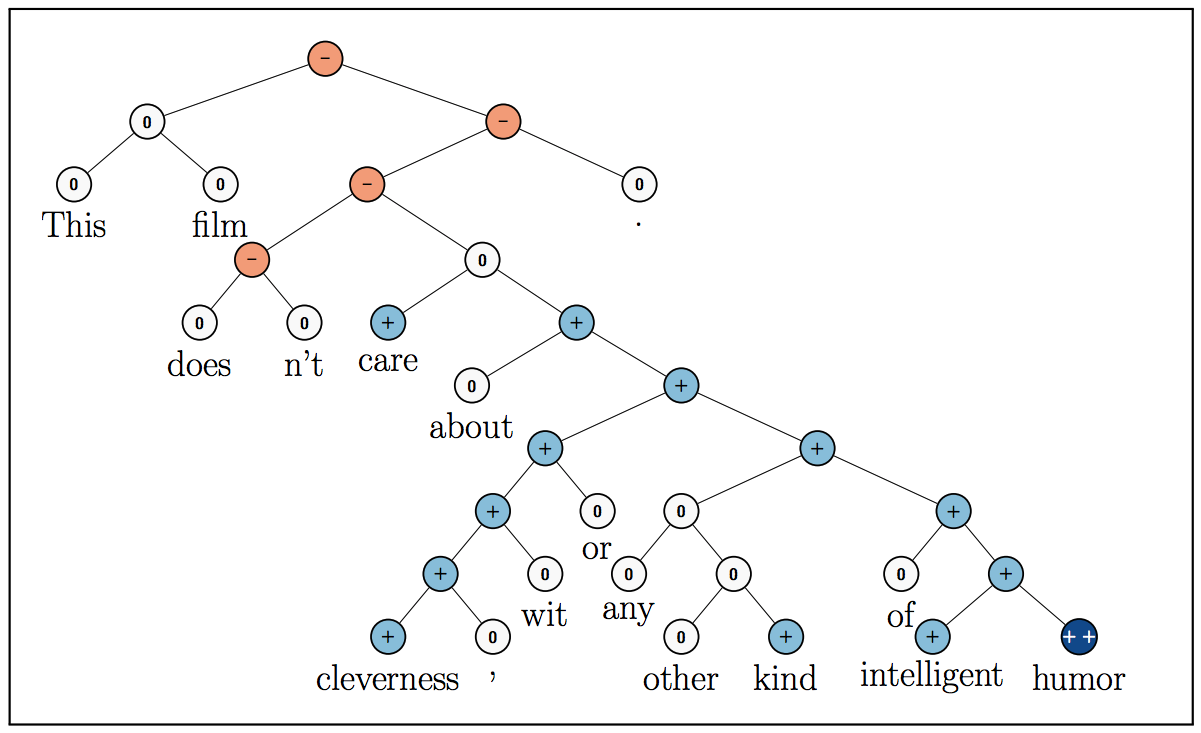 −
0 −
0 0 − 0
This film .
− 0
0 0 + +
does n't care
0 +
about
+ +
+ 0 0 +
or
+ 0 0 0 0 +
wit any of
+ 0 0 + + ++
cleverness , other kind intelligent humor